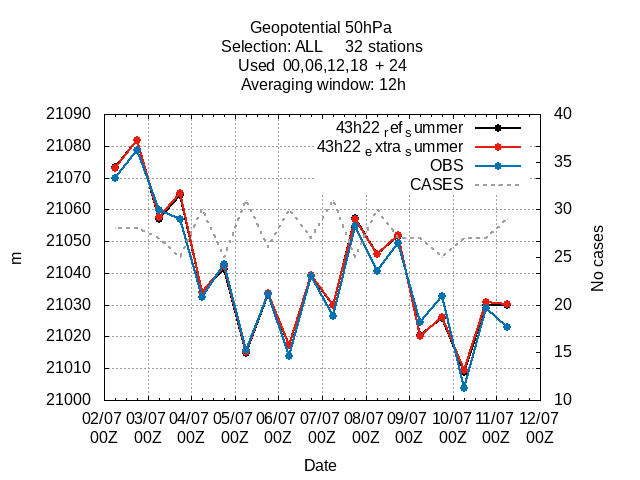 Geopotential 50hPa
Selection: ALL 32 stations
Used 00,06,12,18 + 24
Averaging window: 12h
21090
21080
21070
21060
21050
21040
21030
21020
21010
21000
40
35
30
25
20
15
10
43h22 refsummer
43h22 extrasummer
OBS
CASES
m
No cases
02/07 03/07 04/07 05/07 06/07 07/07 08/07 09/07 10/07 11/07 12/07
00Z 00Z 00Z 00Z 00Z 00Z 00Z 00Z 00Z 00Z 00Z
Date